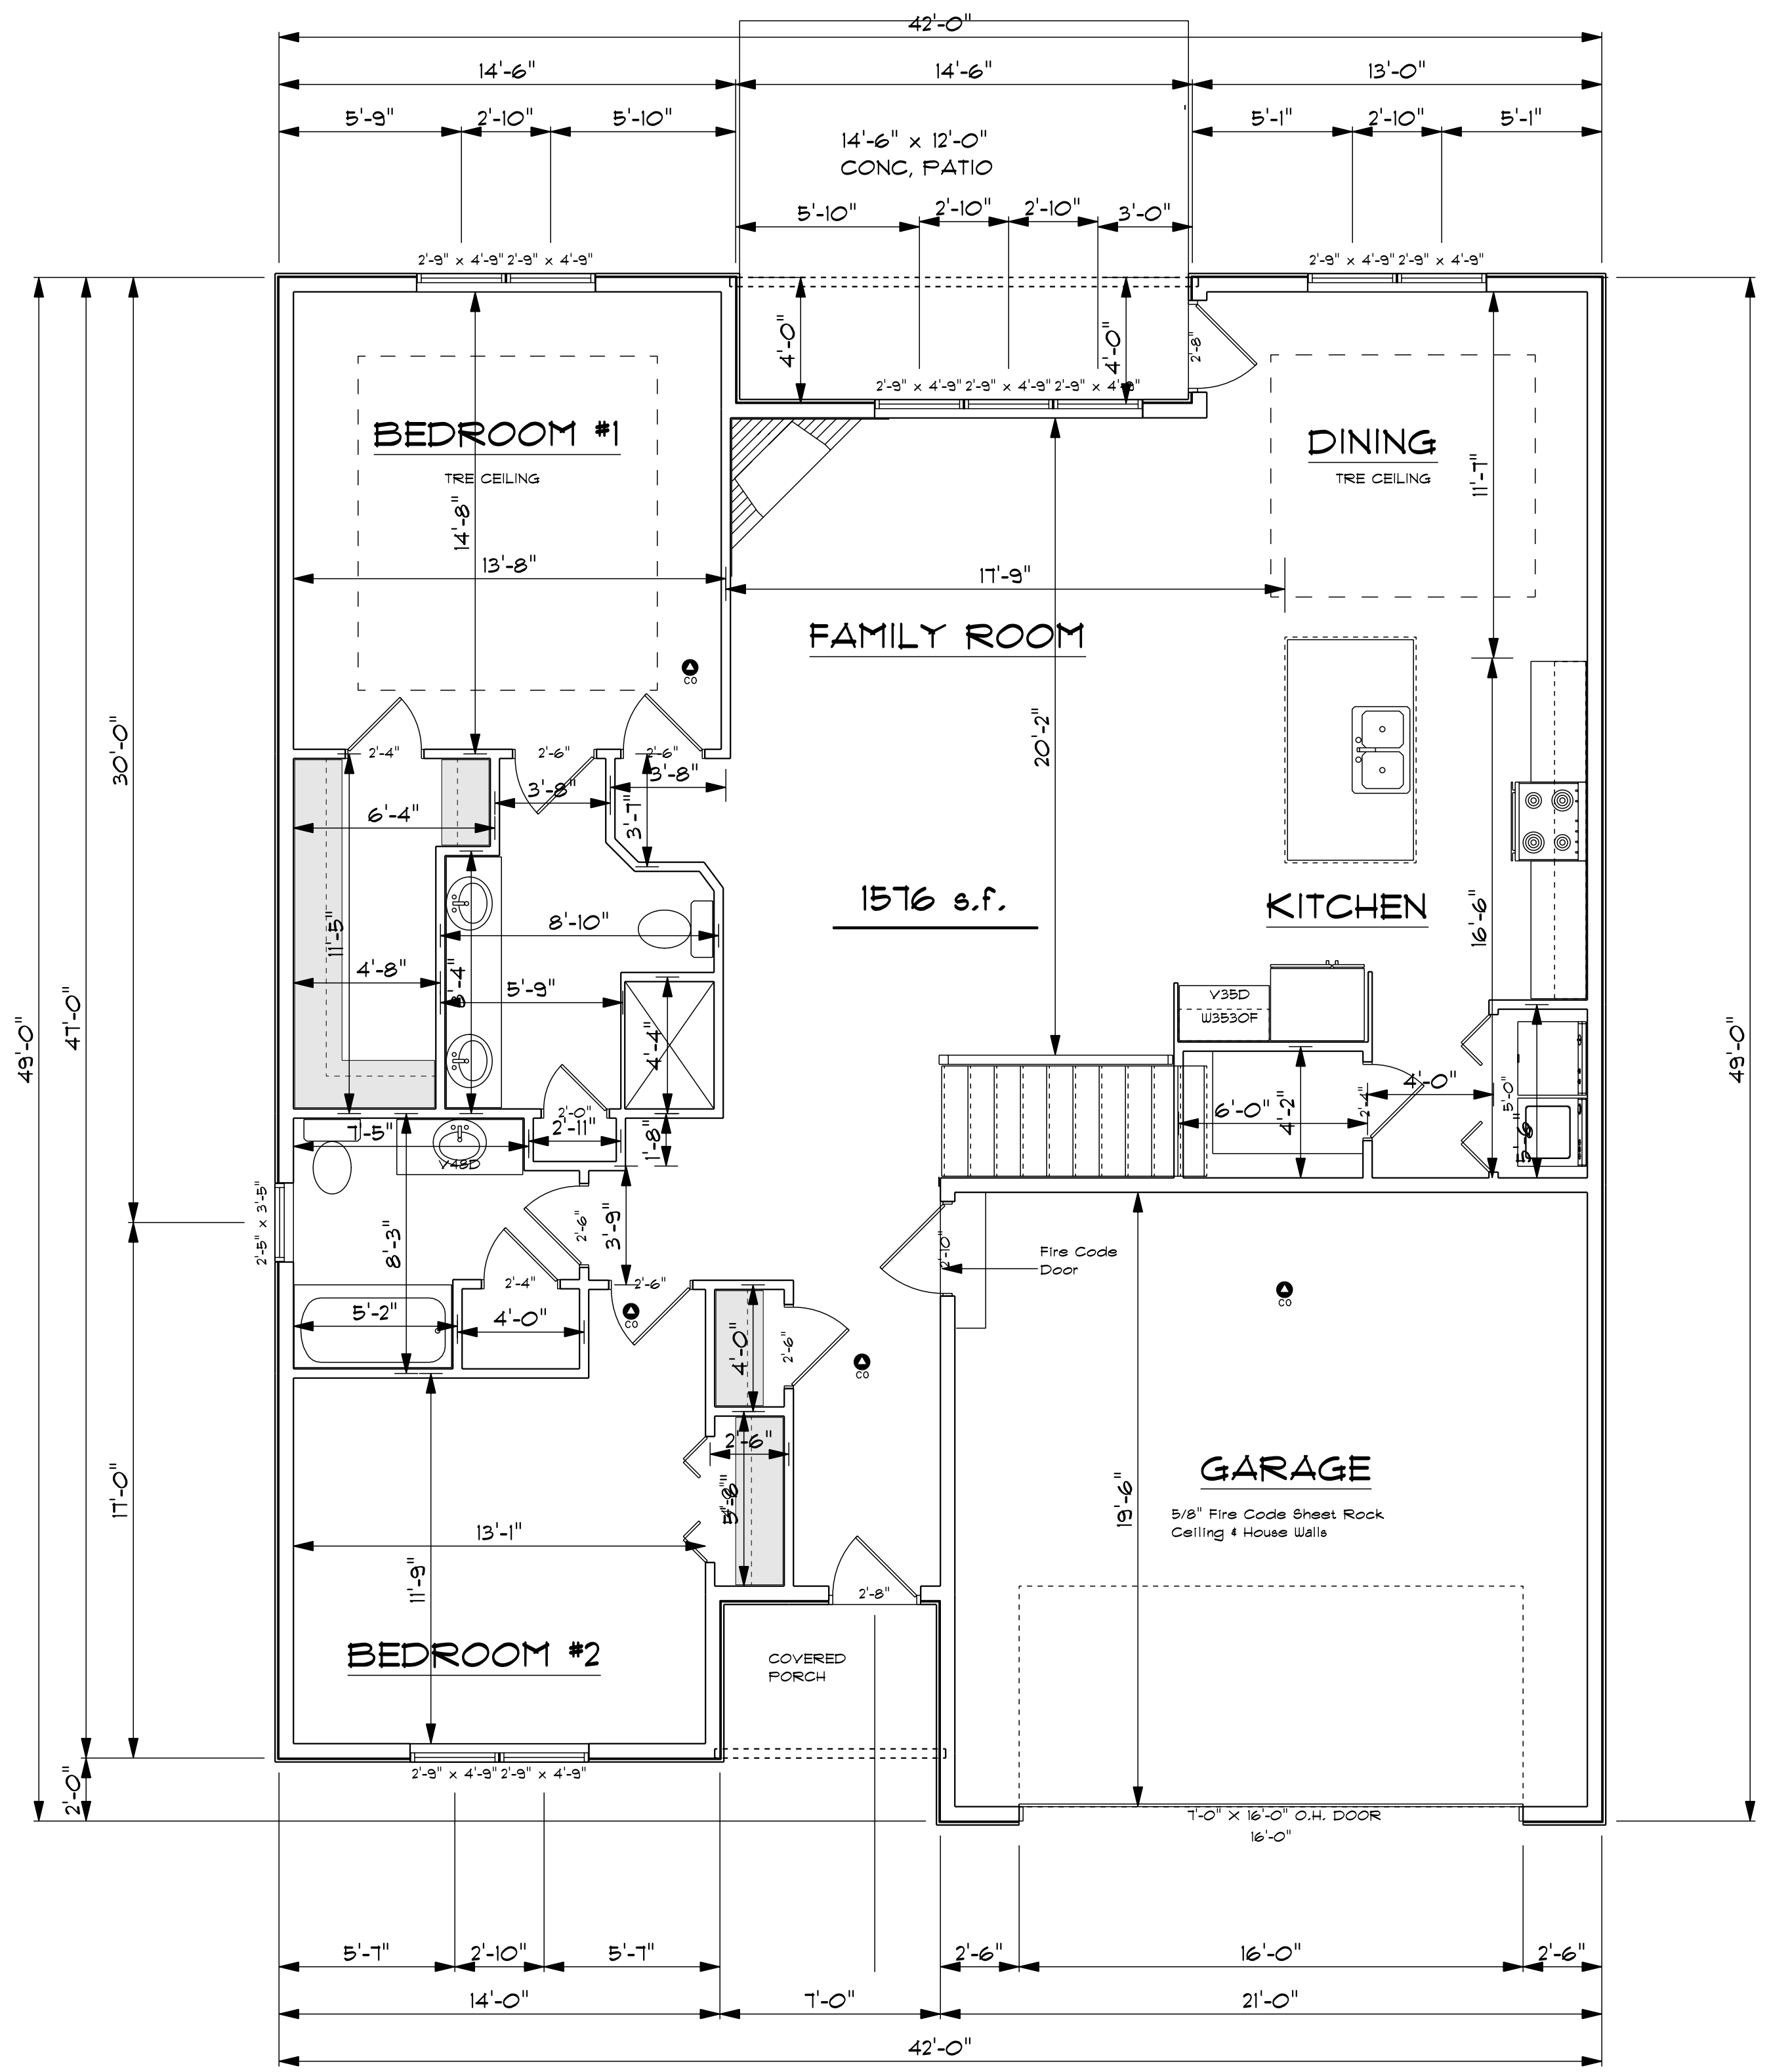 42'-0"
14'-6"
14'-6"
13'-0"
5'-9"
2'-10"
5'-10"
5'-1"
2'-10"
5'-1"
14'-6" x 12'-0"
CONC, PATIO
5'-10"
2'-10"
2'-10"
3'-0"
2'-9" x 4'-9"
2'-9" x 4'-9"
2'-9" x 4'-9"
2'-9" x 4'-9"
4'-0"
4'-0"
2'-8"
2'-9" x 4'-9"
2'-9" x 4'-9"
2'-9" x 4'-9"
BEDROOM #1
TRE CEILING
14'-8"
13'-8"
DINING
TRE CEILING
11'-7"
17'-9"
FAMILY ROOM
CO
20'-2"
30'-0"
2'-4"
2'-6"
2'-6"
3'-8"
3'-8"
3'-7"
6'-4"
11'-5"
8'-10"
4'-8"
8'-4"
5'-9"
4'-4"
1576 s.f.
KITCHEN
16'-6"
V35D
W3530F
49'-0"
47'-0"
49'-0"
4'-0"
2'-4"
5'-0"
6'-0"
4'-2"
5'-6"
2'-0"
2'-11"
1'-8"
7'-5"
V48D
2'-5" x 3'-5"
8'-3"
2'-6"
3'-9"
2'-4"
2'-6"
CO
5'-2"
4'-0"
4'-0"
2'-6"
CO
2'-10"
Fire Code
Door
CO
17'-0"
2'-6"
13'-1"
11'-9"
19'-6"
GARAGE
5/8" Fire Code Sheet Rock
Ceiling & House Walls
2'-8"
BEDROOM #2
COVERED
PORCH
2'-9" x 4'-9"
2'-9" x 4'-9"
2'-0"
7'-0" X 16'-0" O.H. DOOR
16'-0"
5'-7"
2'-10"
5'-7"
2'-6"
16'-0"
2'-6"
14'-0"
7'-0"
21'-0"
42'-0"